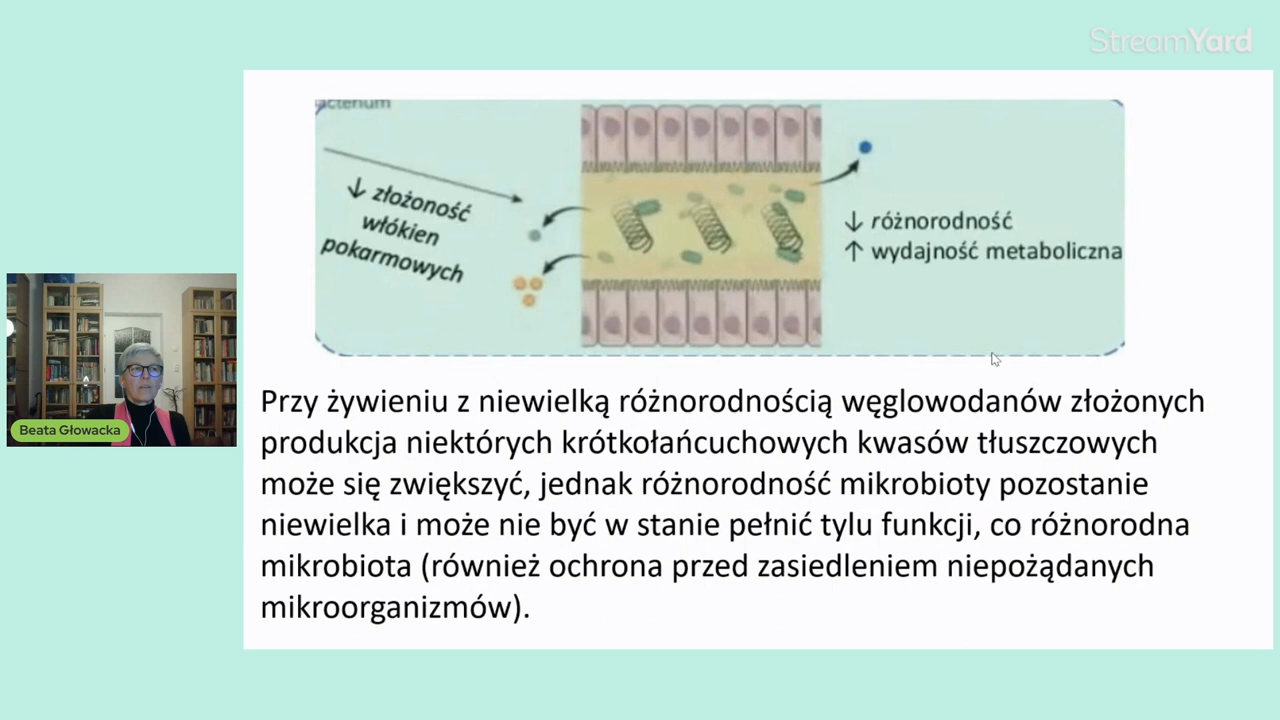 StreamYard
↓ złożoność
włókien
pokarmowych
↓ różnorodność
↑ wydajność metaboliczna
Beata Głowacka
Przy żywieniu z niewielką różnorodnością węglowodanów złożonych
produkcja niektórych krótkołańcuchowych kwasów tłuszczowych
może się zwiększyć, jednak różnorodność mikrobioty pozostanie
niewielka i może nie być w stanie pełnić tylu funkcji, co różnorodna
mikrobiota (również ochrona przed zasiedleniem niepożądanych
mikroorganizmów).